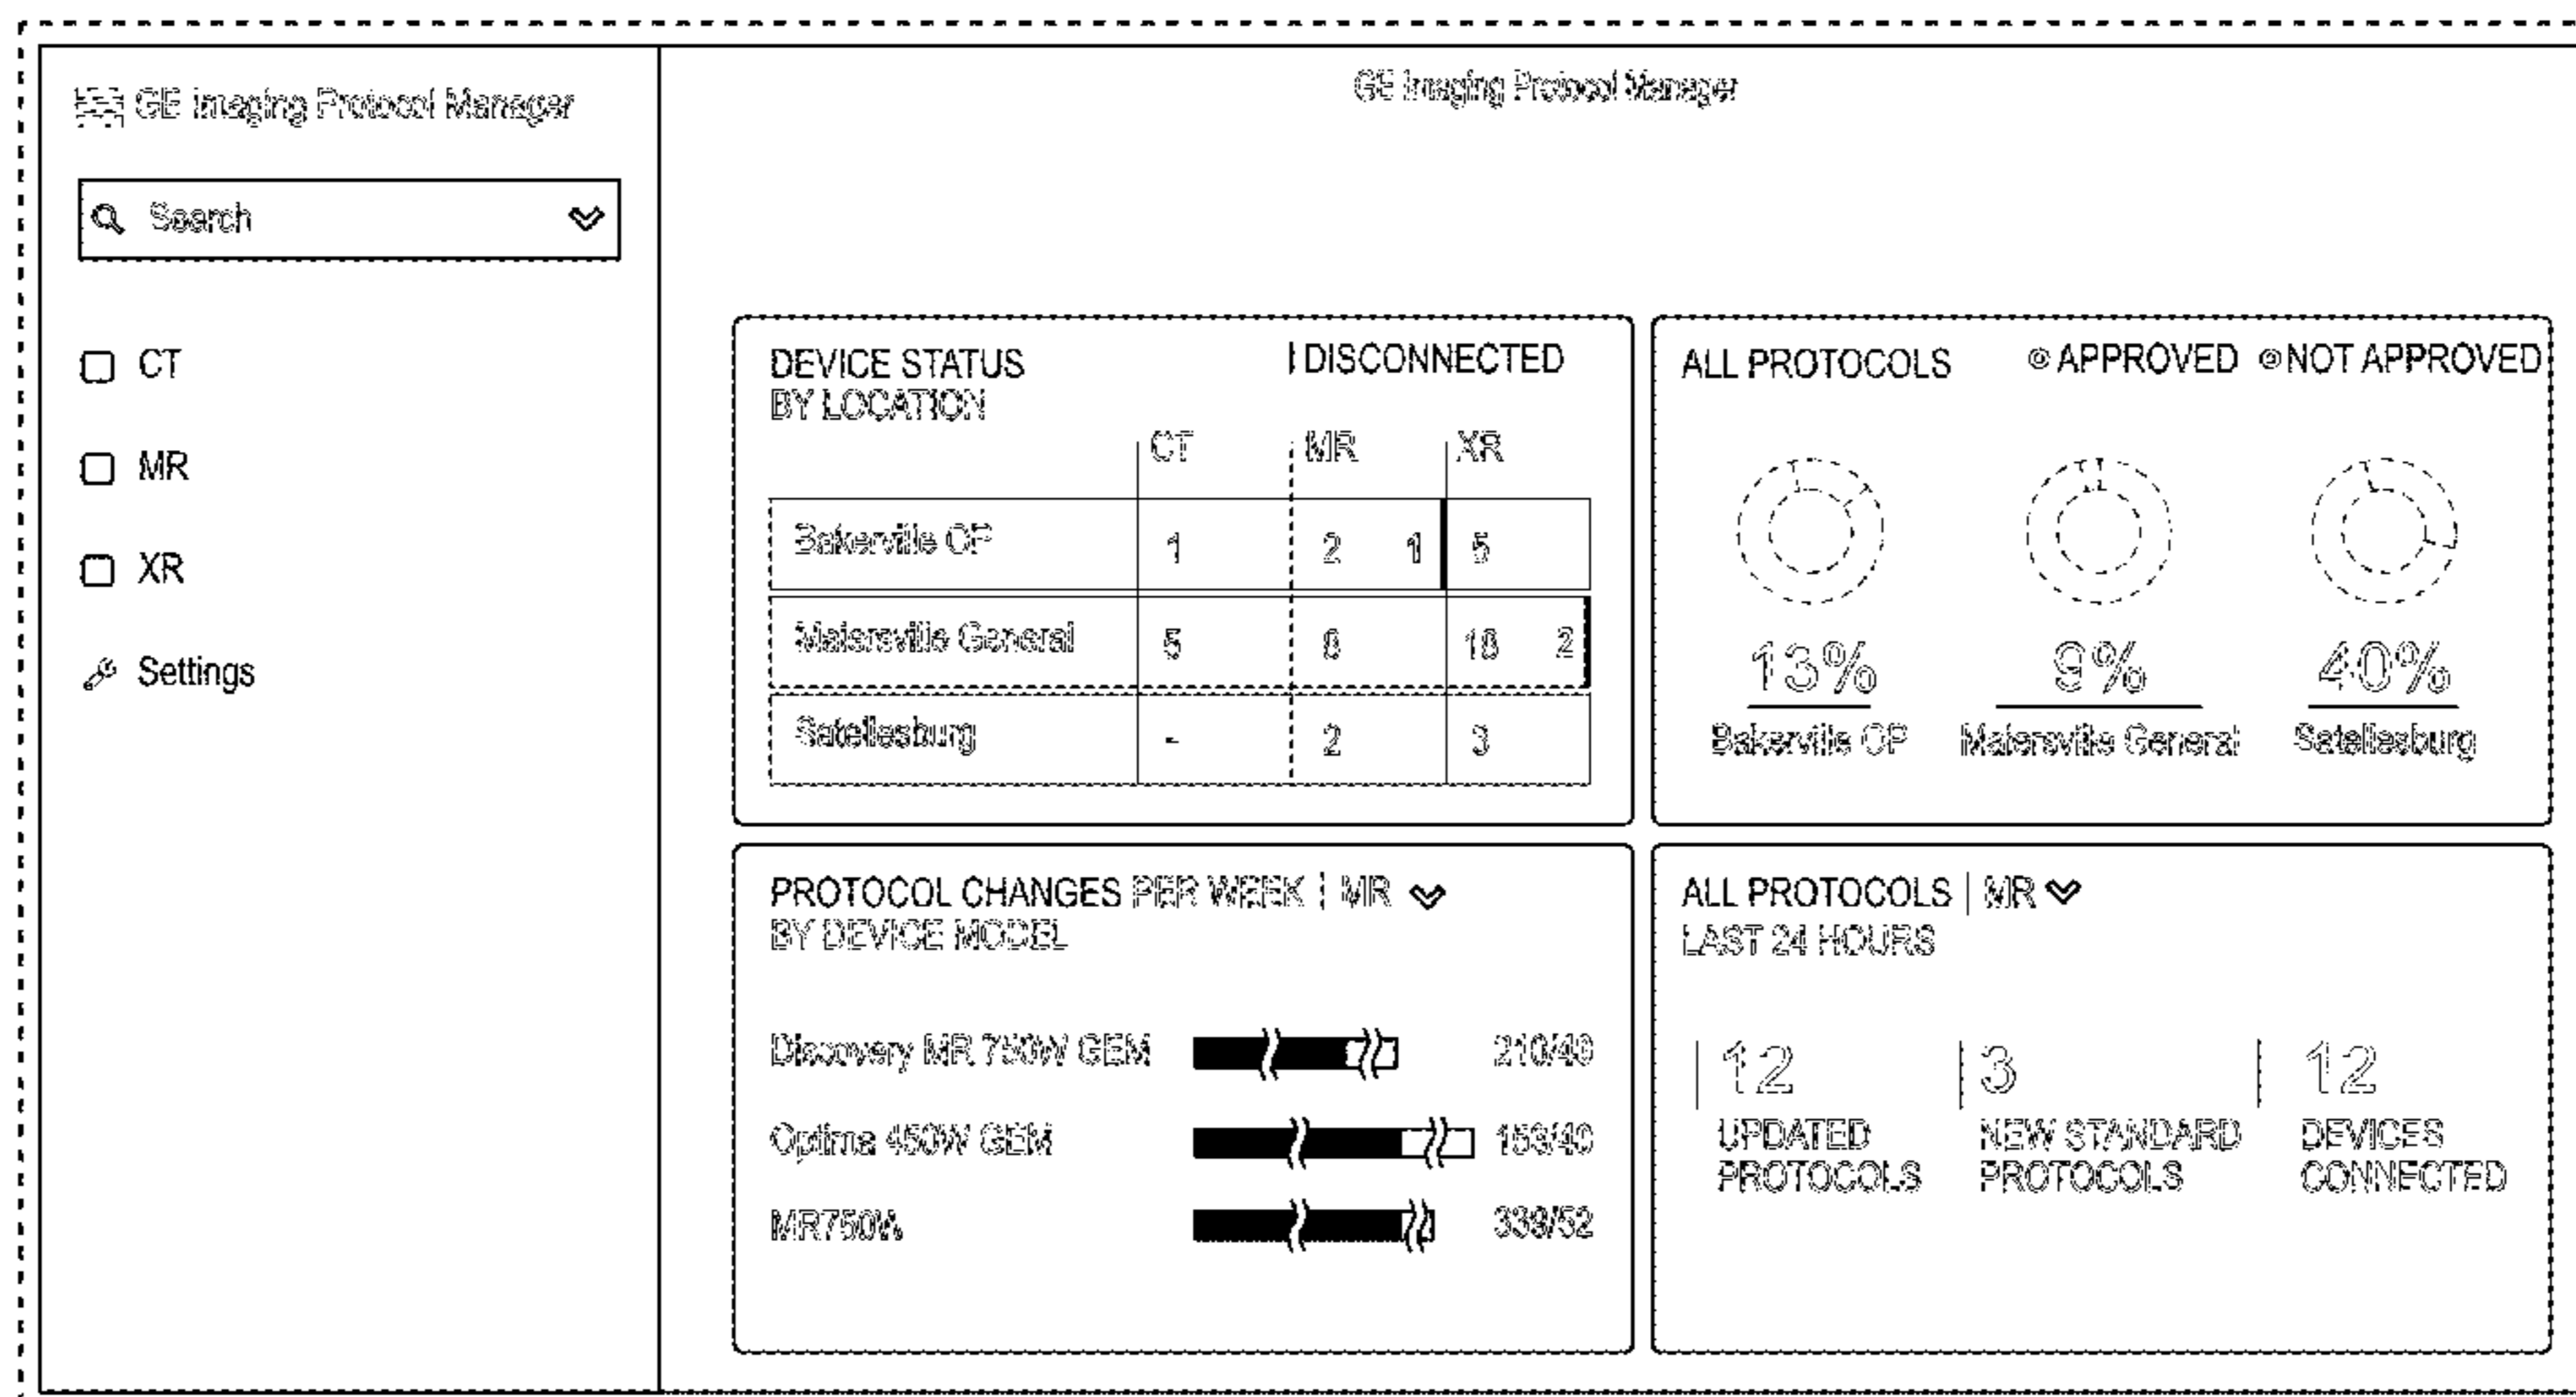 GE Imaging Protocol Manager
Search
CT
MR
XR
Settings
GE Imaging Protocol Manager
DEVICE STATUS | DISCONNECTED
BY LOCATION
CT MR XR
Bakerville OP 1 2 1 5
Maiersville General 5 8 18 2
Satellesburg - 2 3
ALL PROTOCOLS APPROVED NOT APPROVED
13% 9% 40%
Bakerville OP Maiersville General Satellesburg
PROTOCOL CHANGES PER WEEK | MR
BY DEVICE MODEL
Discovery MR 750W GEM
Optima 450W GEM 153/40
MR750W 339/52
ALL PROTOCOLS | MR
LAST 24 HOURS
12 3 12
UPDATED NEW STANDARD DEVICES
PROTOCOLS PROTOCOLS CONNECTED